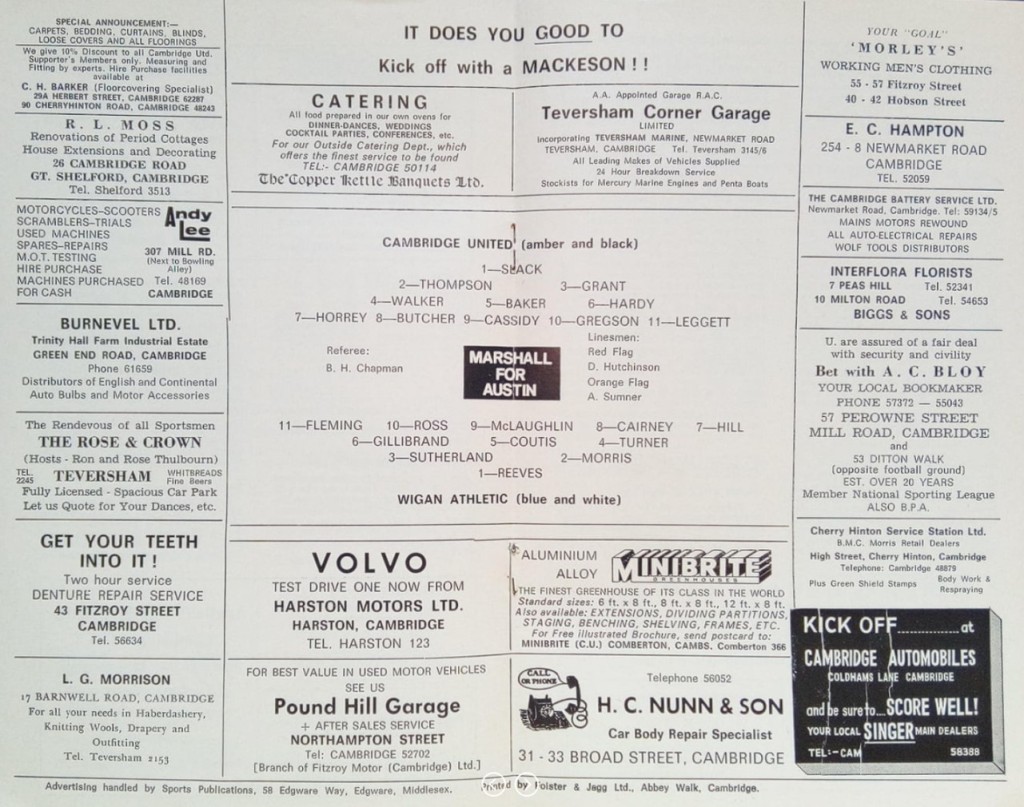 SPECIAL ANNOUNCEMENT:—
CARPETS, BEDDING, CURTAINS, BLINDS,
LOOSE COVERS AND ALL FLOORINGS
We give 10% Discount to all Cambridge Utd.
Supporter's Members only. Measuring and
Fitting by experts. Hire Purchase facilities
available at
C. H. BARKER (Floorcovering Specialist)
29A HERBERT STREET, CAMBRIDGE 62287
90 CHERRYHINTON ROAD, CAMBRIDGE 48243
R. L. MOSS
Renovations of Period Cottages
House Extensions and Decorating
26 CAMBRIDGE ROAD
GT. SHELFORD, CAMBRIDGE
Tel. Shelford 3513
MOTORCYCLES–SCOOTERS
SCRAMBLERS–TRIALS
USED MACHINES
SPARES–REPAIRS
M.O.T. TESTING
HIRE PURCHASE
MACHINES PURCHASED
FOR CASH
Andy
Lee
307 MILL RD.
(Next to Bowling
Alley)
Tel. 48169
CAMBRIDGE
BURNEVEL LTD.
Trinity Hall Farm Industrial Estate
GREEN END ROAD, CAMBRIDGE
Phone 61659
Distributors of English and Continental
Auto Bulbs and Motor Accessories
The Rendevous of all Sportsmen
THE ROSE & CROWN
(Hosts - Ron and Rose Thulbourn)
TEL. 2245 TEVERSHAM WHITBREADS Fine Beers
Fully Licensed - Spacious Car Park
Let us Quote for Your Dances, etc.
GET YOUR TEETH
INTO IT !
Two hour service
DENTURE REPAIR SERVICE
43 FITZROY STREET
CAMBRIDGE
Tel. 56634
L. G. MORRISON
17 BARNWELL ROAD, CAMBRIDGE
For all your needs in Haberdashery,
Knitting Wools, Drapery and
Outfitting
Tel. Teversham 2153
IT DOES YOU GOOD TO
Kick off with a MACKESON ! !
CATERING
All food prepared in our own ovens for
DINNER-DANCES, WEDDINGS
COCKTAIL PARTIES, CONFERENCES, etc.
For our Outside Catering Dept., which
offers the finest service to be found
TEL:- CAMBRIDGE 50114
The Copper Kettle Banquets Ltd.
A.A. Appointed Garage R.A.C.
Teversham Corner Garage
LIMITED
Incorporating TEVERSHAM MARINE, NEWMARKET ROAD
TEVERSHAM, CAMBRIDGE Tel. Teversham 3145/6
All Leading Makes of Vehicles Supplied
24 Hour Breakdown Service
Stockists for Mercury Marine Engines and Penta Boats
CAMBRIDGE UNITED (amber and black)
1—SLACK
2—THOMPSON 3—GRANT
4—WALKER 5—BAKER 6—HARDY
7—HORREY 8—BUTCHER 9—CASSIDY 10—GREGSON 11—LEGGETT
Referee:
B. H. Chapman
MARSHALL
FOR
AUSTIN
Linesmen:
Red Flag
D. Hutchinson
Orange Flag
A. Sumner
11—FLEMING 10—ROSS 9—McLAUGHLIN 8—CAIRNEY 7—HILL
6—GILLIBRAND 5—COUTIS 4—TURNER
3—SUTHERLAND 2—MORRIS
1—REEVES
WIGAN ATHLETIC (blue and white)
VOLVO
TEST DRIVE ONE NOW FROM
HARSTON MOTORS LTD.
HARSTON, CAMBRIDGE
TEL. HARSTON 123
ALUMINIUM
ALLOY
MINIBRITE
GREENHOUSES
THE FINEST GREENHOUSE OF ITS CLASS IN THE WORLD
Standard sizes: 6 ft. x 8 ft., 8 ft. x 8 ft., 12 ft. x 8 ft.
Also available: EXTENSIONS, DIVIDING PARTITIONS,
STAGING, BENCHING, SHELVING, FRAMES, ETC.
For Free illustrated Brochure, send postcard to:
MINIBRITE (C.U.) COMBERTON, CAMBS. Comberton 366
FOR BEST VALUE IN USED MOTOR VEHICLES
SEE US
Pound Hill Garage
+ AFTER SALES SERVICE
NORTHAMPTON STREET
Tel: CAMBRIDGE 52702
[Branch of Fitzroy Motor (Cambridge) Ltd.]
CALL
OR PHONE
Telephone 56052
H. C. NUNN & SON
Car Body Repair Specialist
31 - 33 BROAD STREET, CAMBRIDGE
YOUR "GOAL"
'MORLEY'S'
WORKING MEN'S CLOTHING
55 - 57 Fitzroy Street
40 - 42 Hobson Street
E. C. HAMPTON
254 - 8 NEWMARKET ROAD
CAMBRIDGE
TEL. 52059
THE CAMBRIDGE BATTERY SERVICE LTD.
Newmarket Road, Cambridge. Tel: 59134/5
MAINS MOTORS REWOUND
ALL AUTO-ELECTRICAL REPAIRS
WOLF TOOLS DISTRIBUTORS
INTERFLORA FLORISTS
7 PEAS HILL Tel. 52341
10 MILTON ROAD Tel. 54653
BIGGS & SONS
U. are assured of a fair deal
with security and civility
Bet with A. C. BLOY
YOUR LOCAL BOOKMAKER
PHONE 57372 — 55043
57 PEROWNE STREET
MILL ROAD, CAMBRIDGE
and
53 DITTON WALK
(opposite football ground)
EST. OVER 20 YEARS
Member National Sporting League
ALSO B.P.A.
Cherry Hinton Service Station Ltd.
B.M.C. Morris Retail Dealers
High Street, Cherry Hinton, Cambridge
Telephone: Cambridge 48879
Plus Green Shield Stamps Body Work &
Respraying
KICK OFF..............at
CAMBRIDGE AUTOMOBILES
COLDHAMS LANE CAMBRIDGE
and be sure to...SCORE WELL!
YOUR LOCAL SINGER MAIN DEALERS
TEL:-CAM 58388
Advertising handled by Sports Publications, 58 Edgware Way, Edgware, Middlesex.
Printed by Foister & Jagg Ltd., Abbey Walk, Cambridge.